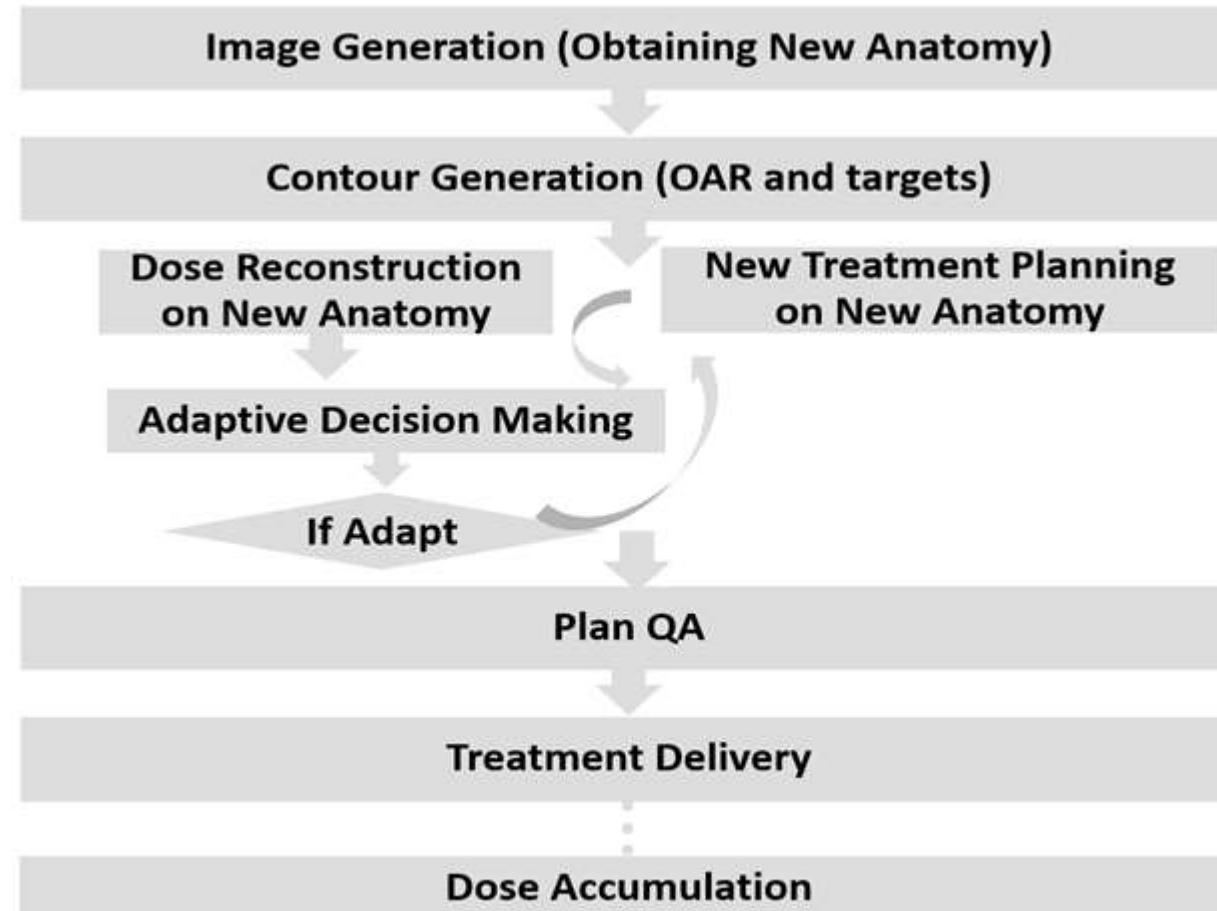 Image Generation (Obtaining New Anatomy)
Contour Generation (OAR and targets)
Dose Reconstruction
on New Anatomy
New Treatment Planning
on New Anatomy
Adaptive Decision Making
If Adapt
Plan QA
Treatment Delivery
Dose Accumulation